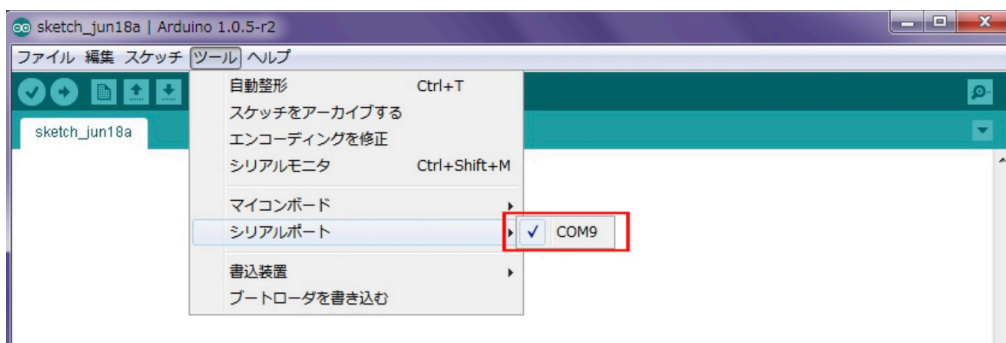 sketch_jun18a | Arduino 1.0.5-r2
ファイル 編集 スケッチ ツール ヘルプ
sketch_jun18a
自動整形 Ctrl+T
スケッチをアーカイブする
エンコーディングを修正
シリアルモニタ Ctrl+Shift+M
マイコンボード
シリアルポート
COM9
書込装置
ブートローダを書き込む